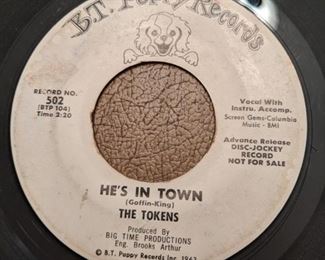 B.T. Puppy Records
RECORD NO.
502
(BTP 104)
Time 2:20
Vocal With
Instru. Accomp.
Screen Gems-Columbia
Music - BMI
Advance Release
DISC-JOCKEY
RECORD
NOT FOR SALE
HE'S IN TOWN
(Goffin-King)
THE TOKENS
Produced By
BIG TIME PRODUCTIONS
Eng. Brooks Arthur
© B.T. Puppy Records Inc.